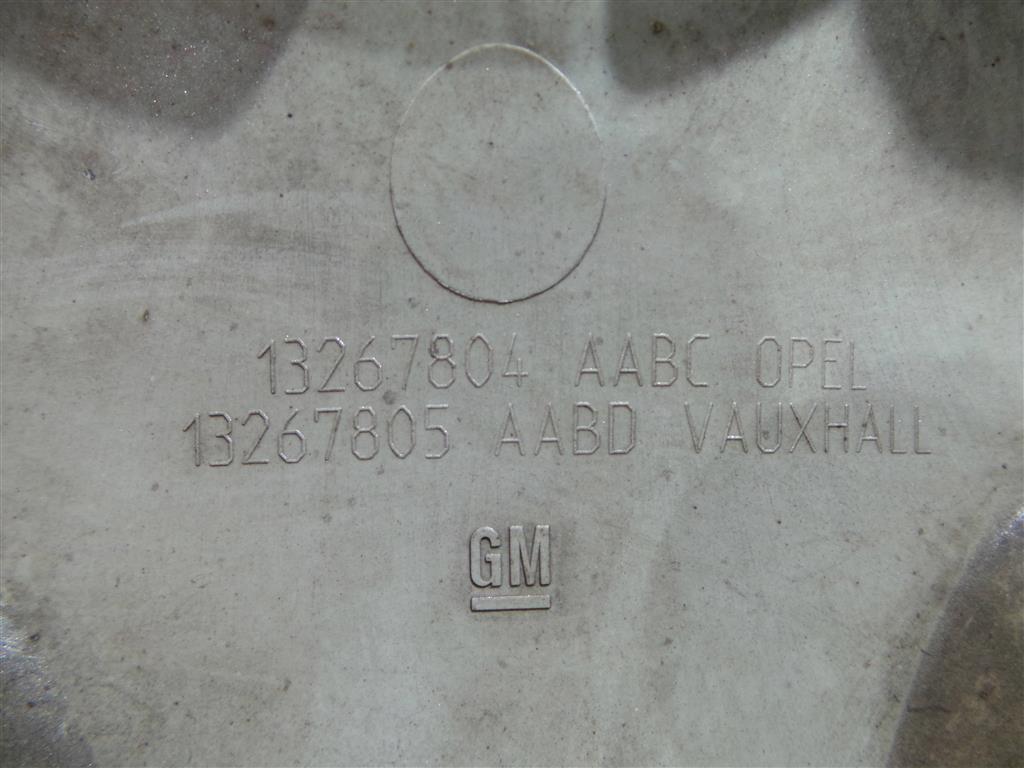 13267804 AABC OPEL
13267805 AABD VAUXHALL
GM